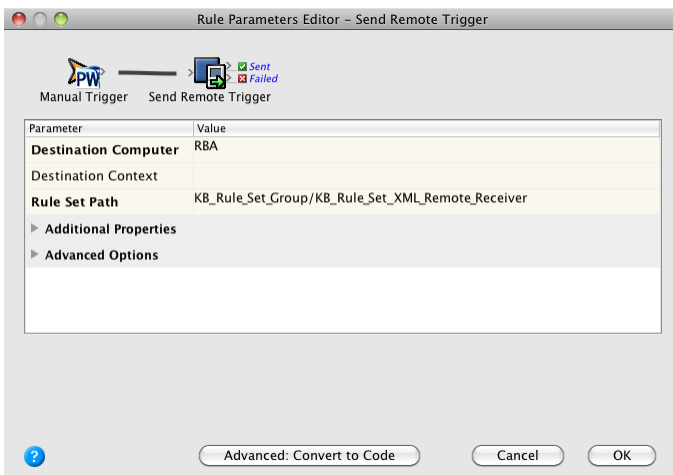 Rule Parameters Editor – Send Remote Trigger
PW
Sent
Failed
Manual Trigger Send Remote Trigger
Parameter Value
Destination Computer RBA
Destination Context
Rule Set Path KB_Rule_Set_Group/KB_Rule_Set_XML_Remote_Receiver
Additional Properties
Advanced Options
? Advanced: Convert to Code Cancel OK